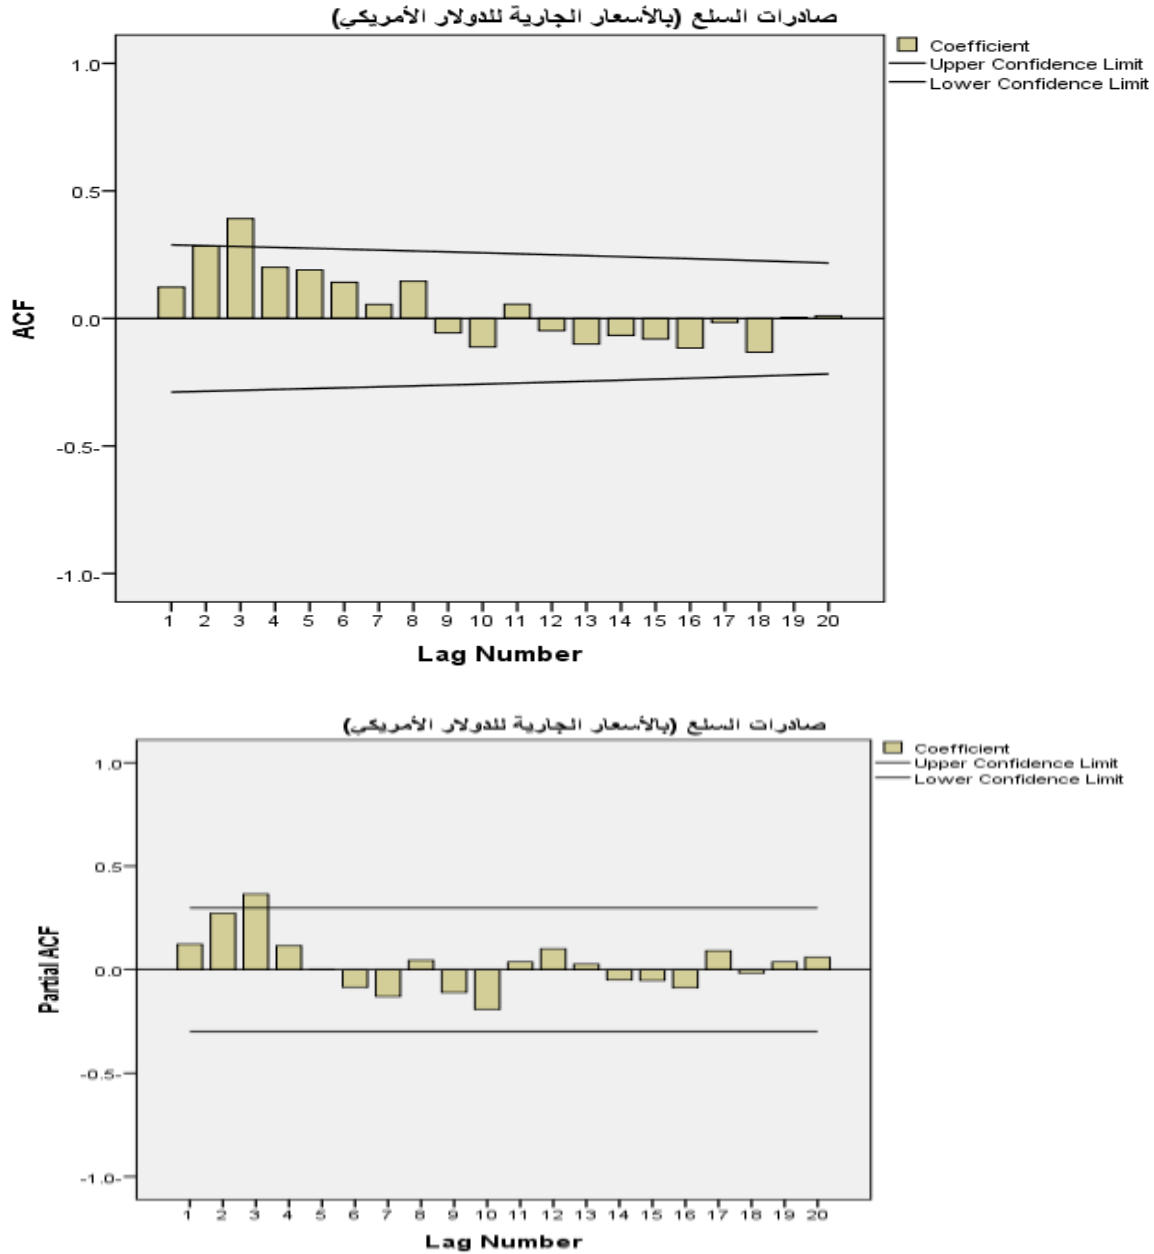 صادرات السلع (بالأسعار الجارية للدولار الأمريكي)
Coefficient
Upper Confidence Limit
Lower Confidence Limit
1.0
0.5
0.0
-0.5-
-1.0-
ACF
1 2 3 4 5 6 7 8 9 10 11 12 13 14 15 16 17 18 19 20
Lag Number
صادرات السلع (بالأسعار الجارية للدولار الأمريكي)
Coefficient
Upper Confidence Limit
Lower Confidence Limit
1.0
0.5
0.0
-0.5-
-1.0-
Partial ACF
1 2 3 4 5 6 7 8 9 10 11 12 13 14 15 16 17 18 19 20
Lag Number